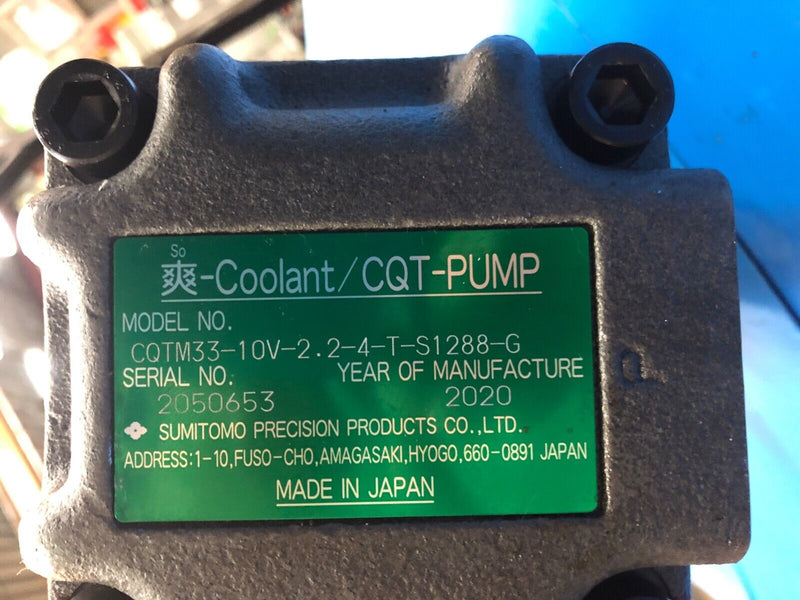 So
爽-Coolant/CQT-PUMP
MODEL NO.
CQTM33-10V-2.2-4-T-S1288-G
SERIAL NO. YEAR OF MANUFACTURE
2050653 2020
SUMITOMO PRECISION PRODUCTS CO.,LTD.
ADDRESS:1-10,FUSO-CHO,AMAGASAKI,HYOGO,660-0891 JAPAN
MADE IN JAPAN